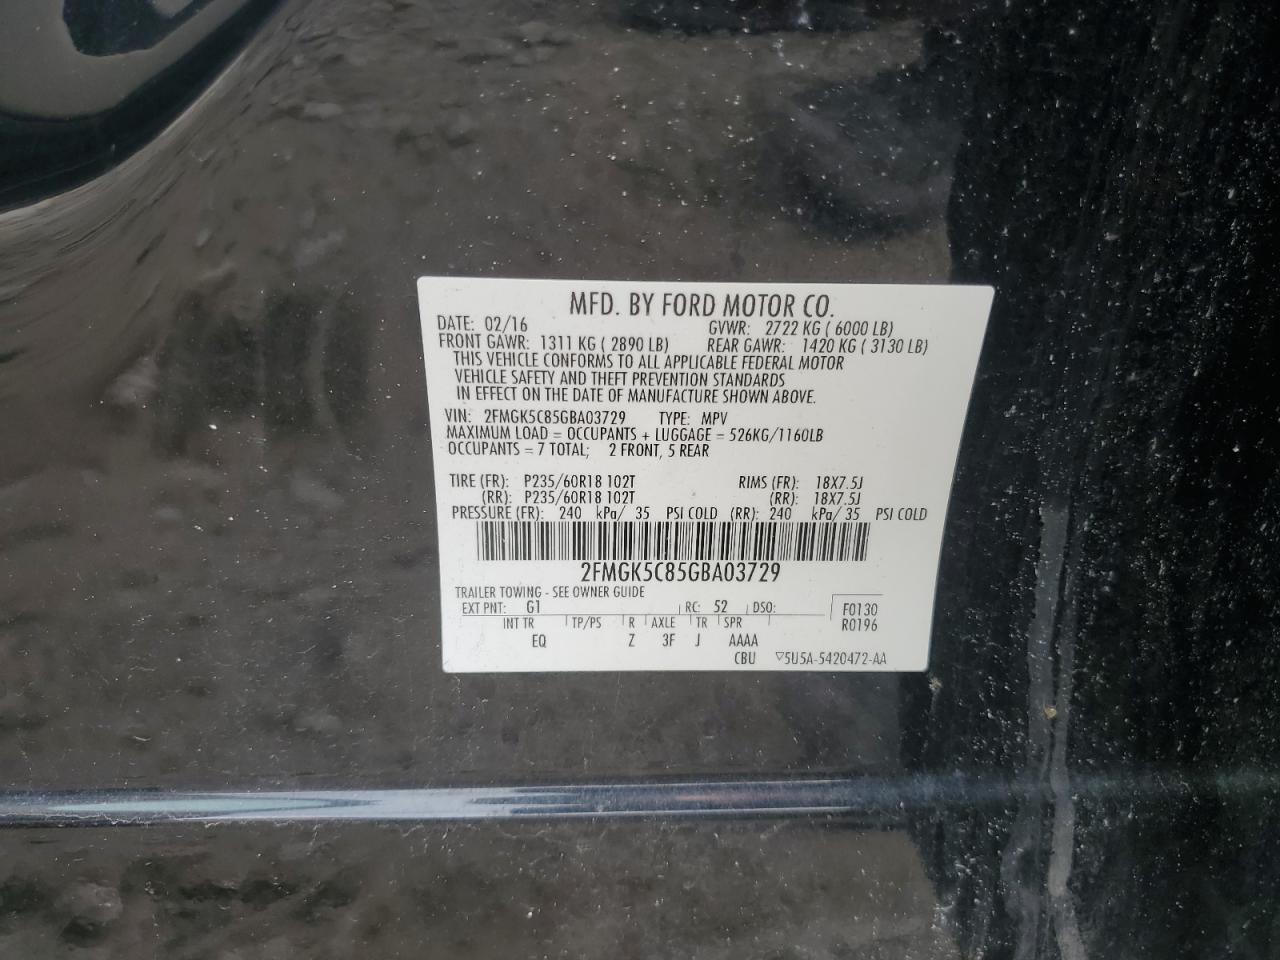 MFD. BY FORD MOTOR CO.
DATE: 02/16 GVWR: 2722 KG ( 6000 LB)
FRONT GAWR: 1311 KG ( 2890 LB) REAR GAWR: 1420 KG ( 3130 LB)
THIS VEHICLE CONFORMS TO ALL APPLICABLE FEDERAL MOTOR
VEHICLE SAFETY AND THEFT PREVENTION STANDARDS
IN EFFECT ON THE DATE OF MANUFACTURE SHOWN ABOVE.
VIN: 2FMGK5C85GBA03729 TYPE: MPV
MAXIMUM LOAD = OCCUPANTS + LUGGAGE = 526KG/1160LB
OCCUPANTS = 7 TOTAL; 2 FRONT, 5 REAR
TIRE (FR): P235/60R18 102T RIMS (FR): 18X7.5J
(RR): P235/60R18 102T (RR): 18X7.5J
PRESSURE (FR): 240 kPa/ 35 PSI COLD (RR): 240 kPa/ 35 PSI COLD
2FMGK5C85GBA03729
TRAILER TOWING - SEE OWNER GUIDE
EXT PNT: G1 RC: 52 DSO: F0130
INT TR TP/PS R AXLE TR SPR R0196
EQ Z 3F J AAAA
CBU ▽5U5A-5420472-AA